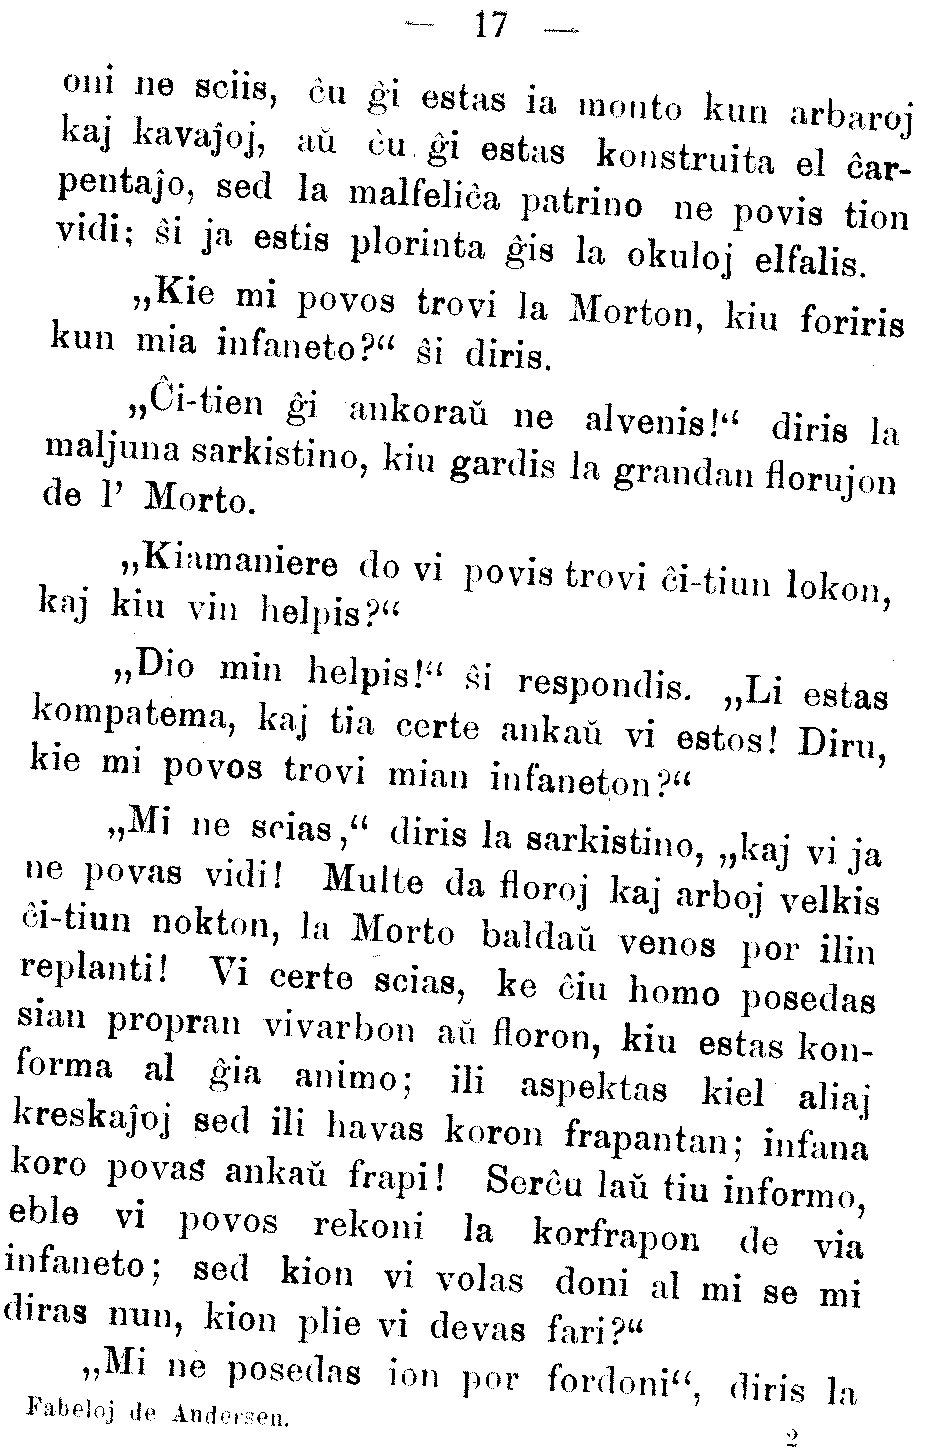 — 17 —
oni ne sciis, ĉu ĝi estas ia monto kun arbaroj
kaj kavaĵoj, aŭ ĉu ĝi estas konstruita el ĉar-
pentaĵo, sed la malfeliĉa patrino ne povis tion
vidi; ŝi ja estis plorinta ĝis la okuloj elfalis.
„Kie mi povos trovi la Morton, kiu foriris
kun mia infaneto?“ ŝi diris.
„Ĉi-tien ĝi ankoraŭ ne alvenis!“ diris la
maljuna sarkistino, kiu gardis la grandan florujon
de l’ Morto.
„Kiamaniere do vi povis trovi ĉi-tiun lokon,
kaj kiu vin helpis?“
„Dio min helpis!“ ŝi respondis. „Li estas
kompatema, kaj tia certe ankaŭ vi estos! Diru,
kie mi povos trovi mian infaneton?“
„Mi ne scias,“ diris la sarkistino, „kaj vi ja
ne povas vidi! Multe da floroj kaj arboj velkis
ĉi-tiun nokton, la Morto baldaŭ venos por ilin
replanti! Vi certe scias, ke ĉiu homo posedas
sian propran vivarbon aŭ floron, kiu estas kon-
forma al ĝia animo; ili aspektas kiel aliaj
kreskaĵoj sed ili havas koron frapantan; infana
koro povas ankaŭ frapi! Serĉu laŭ tiu informo,
eble vi povos rekoni la korfrapon de via
infaneto; sed kion vi volas doni al mi se mi
diras nun, kion plie vi devas fari?“
„Mi ne posedas ion por fordoni“, diris la
Fabeloj de Andersen.
2